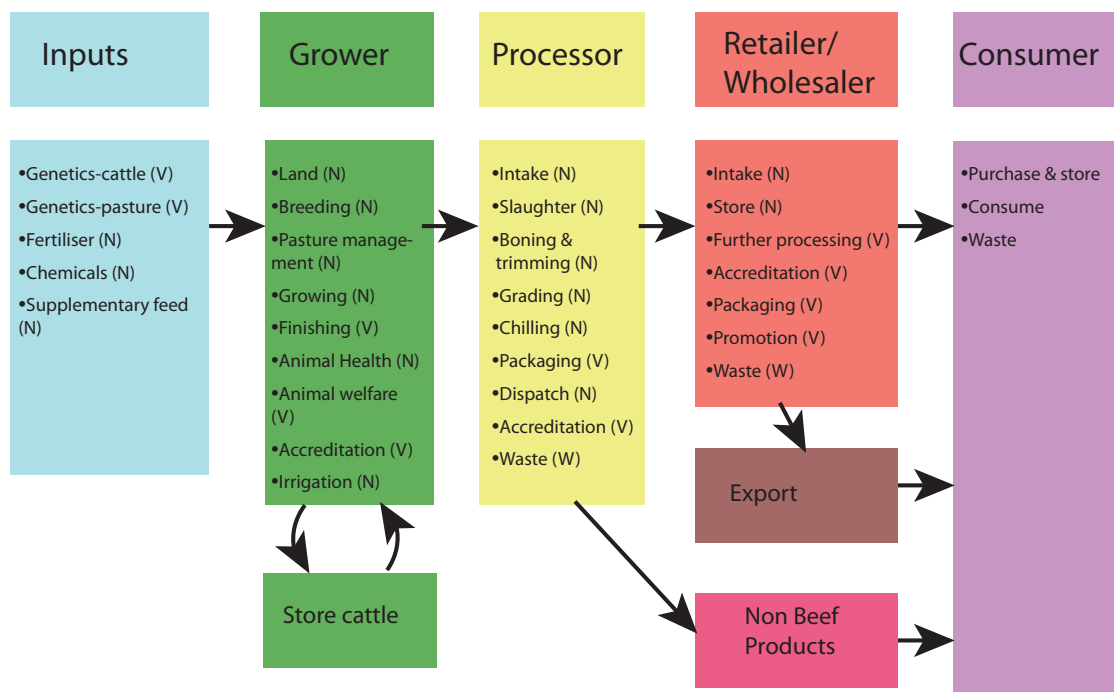 Inputs
Grower
Processor
Retailer/
Wholesaler
Consumer
•Genetics-cattle (V)
•Genetics-pasture (V)
•Fertiliser (N)
•Chemicals (N)
•Supplementary feed
(N)
•Land (N)
•Breeding (N)
•Pasture manage-
ment (N)
•Growing (N)
•Finishing (V)
•Animal Health (N)
•Animal welfare
(V)
•Accreditation (V)
•Irrigation (N)
Store cattle
•Intake (N)
•Slaughter (N)
•Boning &
trimming (N)
•Grading (N)
•Chilling (N)
•Packaging (V)
•Dispatch (N)
•Accreditation (V)
•Waste (W)
•Intake (N)
•Store (N)
•Further processing (V)
•Accreditation (V)
•Packaging (V)
•Promotion (V)
•Waste (W)
Export
Non Beef
Products
•Purchase & store
•Consume
•Waste